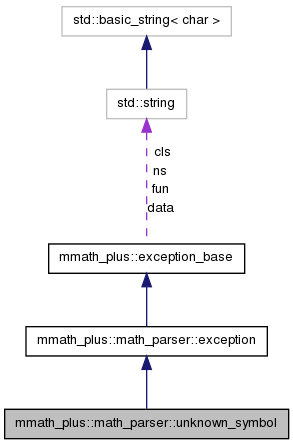 std::basic_string< char >
std::string
cls
ns
fun
data
mmath_plus::exception_base
mmath_plus::math_parser::exception
mmath_plus::math_parser::unknown_symbol